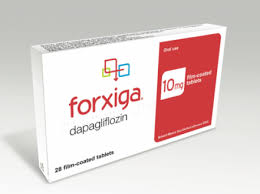 Oral use
forxiga®
dapagliflozin
10mg film-coated
tablets
28 film-coated tablets